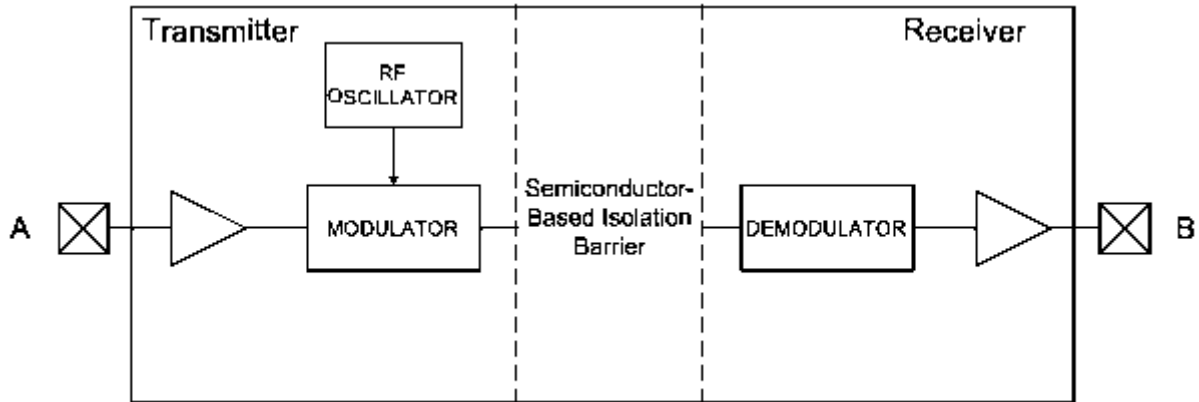 Transmitter
Receiver
RF
OSCILLATOR
A
MODULATOR
Semiconductor-
Based Isolation
Barrier
DEMODULATOR
B